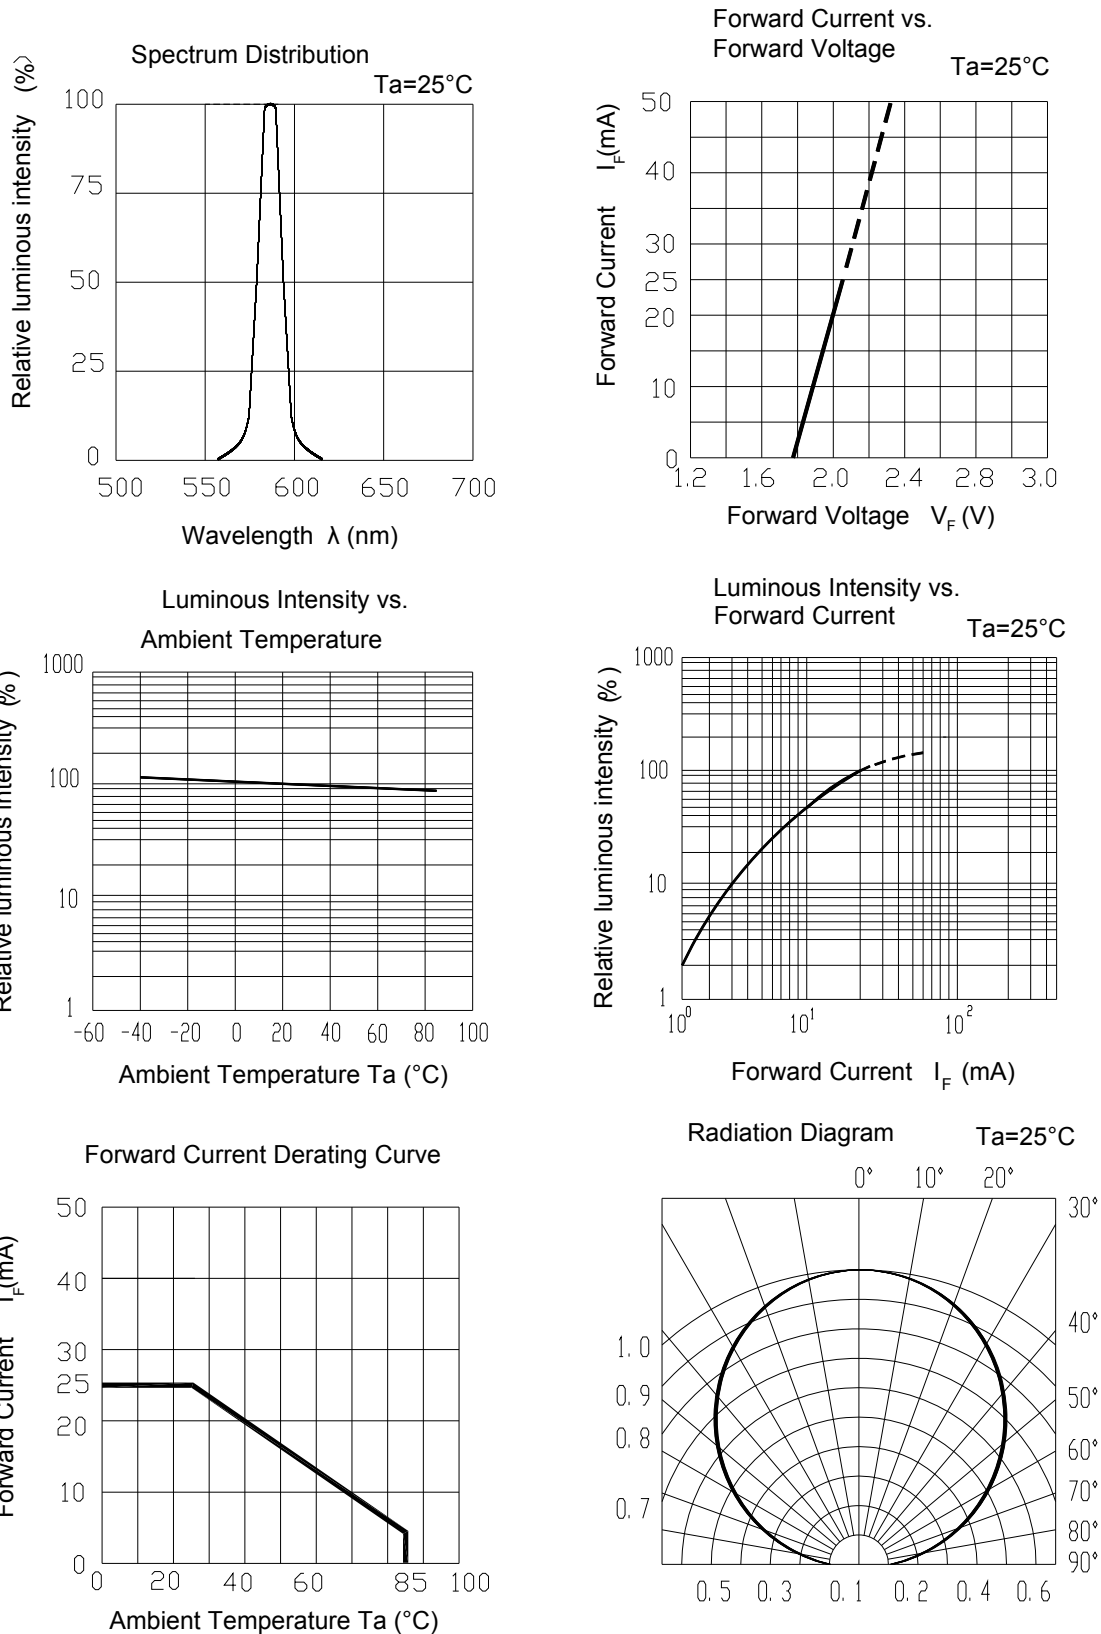 Spectrum Distribution
Ta=25°C
Relative luminous intensity (%)
100
75
50
25
0
500 550 600 650 700
Wavelength λ (nm)
Forward Current vs.
Forward Voltage
Ta=25°C
Forward Current IF(mA)
50
40
30
25
20
10
0
1.2 1.6 2.0 2.4 2.8 3.0
Forward Voltage VF (V)
Luminous Intensity vs.
Ambient Temperature
Relative luminous intensity (%)
1000
100
10
1
-60 -40 -20 0 20 40 60 80 100
Ambient Temperature Ta (°C)
Luminous Intensity vs.
Forward Current
Ta=25°C
Relative luminous intensity (%)
1000
100
10
1
10⁰ 10¹ 10²
Forward Current IF (mA)
Forward Current Derating Curve
Forward Current IF(mA)
50
40
30
25
20
10
0
0 20 40 60 85 100
Ambient Temperature Ta (°C)
Radiation Diagram
Ta=25°C
0° 10° 20°
30°
40°
50°
60°
70°
80°
90°
1.0
0.9
0.8
0.7
0.5 0.3 0.1 0.2 0.4 0.6